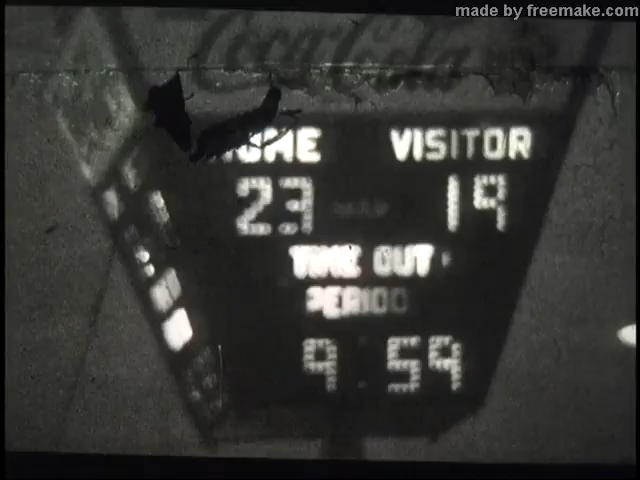 made by freemake.com
Coca-Cola
HOME VISITOR
23 19
TIME OUT
PERIOD
9:59